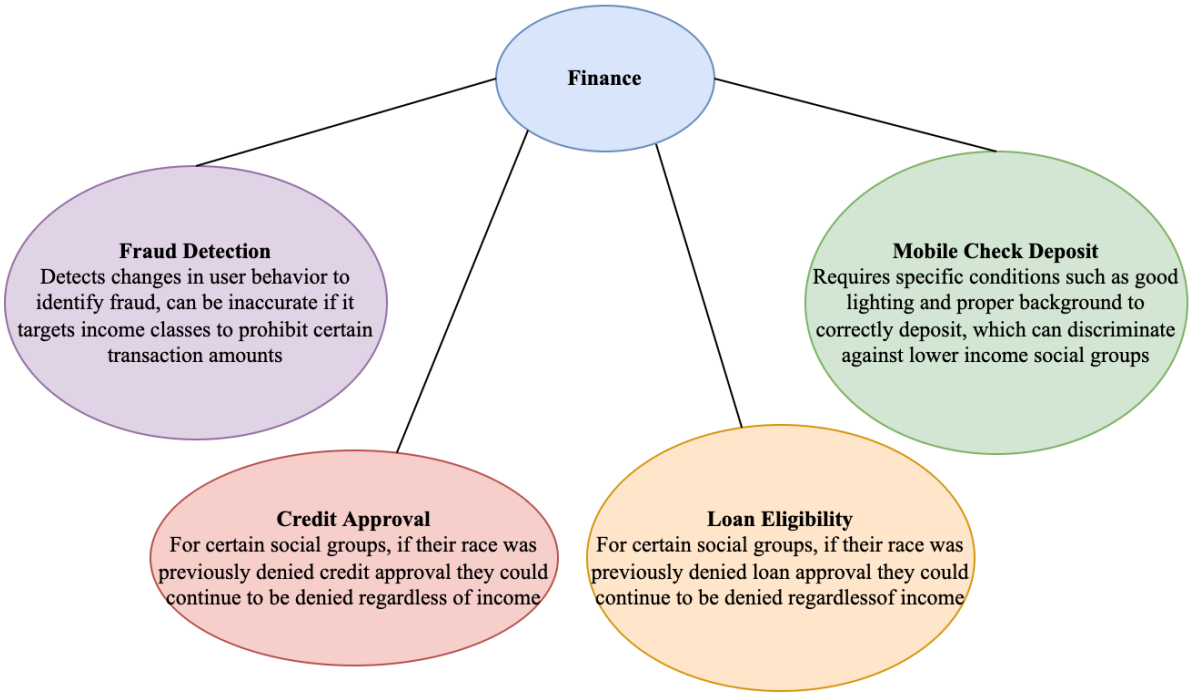 Finance
Fraud Detection
Detects changes in user behavior to
identify fraud, can be inaccurate if it
targets income classes to prohibit certain
transaction amounts
Mobile Check Deposit
Requires specific conditions such as good
lighting and proper background to
correctly deposit, which can discriminate
against lower income social groups
Credit Approval
For certain social groups, if their race was
previously denied credit approval they could
continue to be denied regardless of income
Loan Eligibility
For certain social groups, if their race was
previously denied loan approval they could
continue to be denied regardlessof income